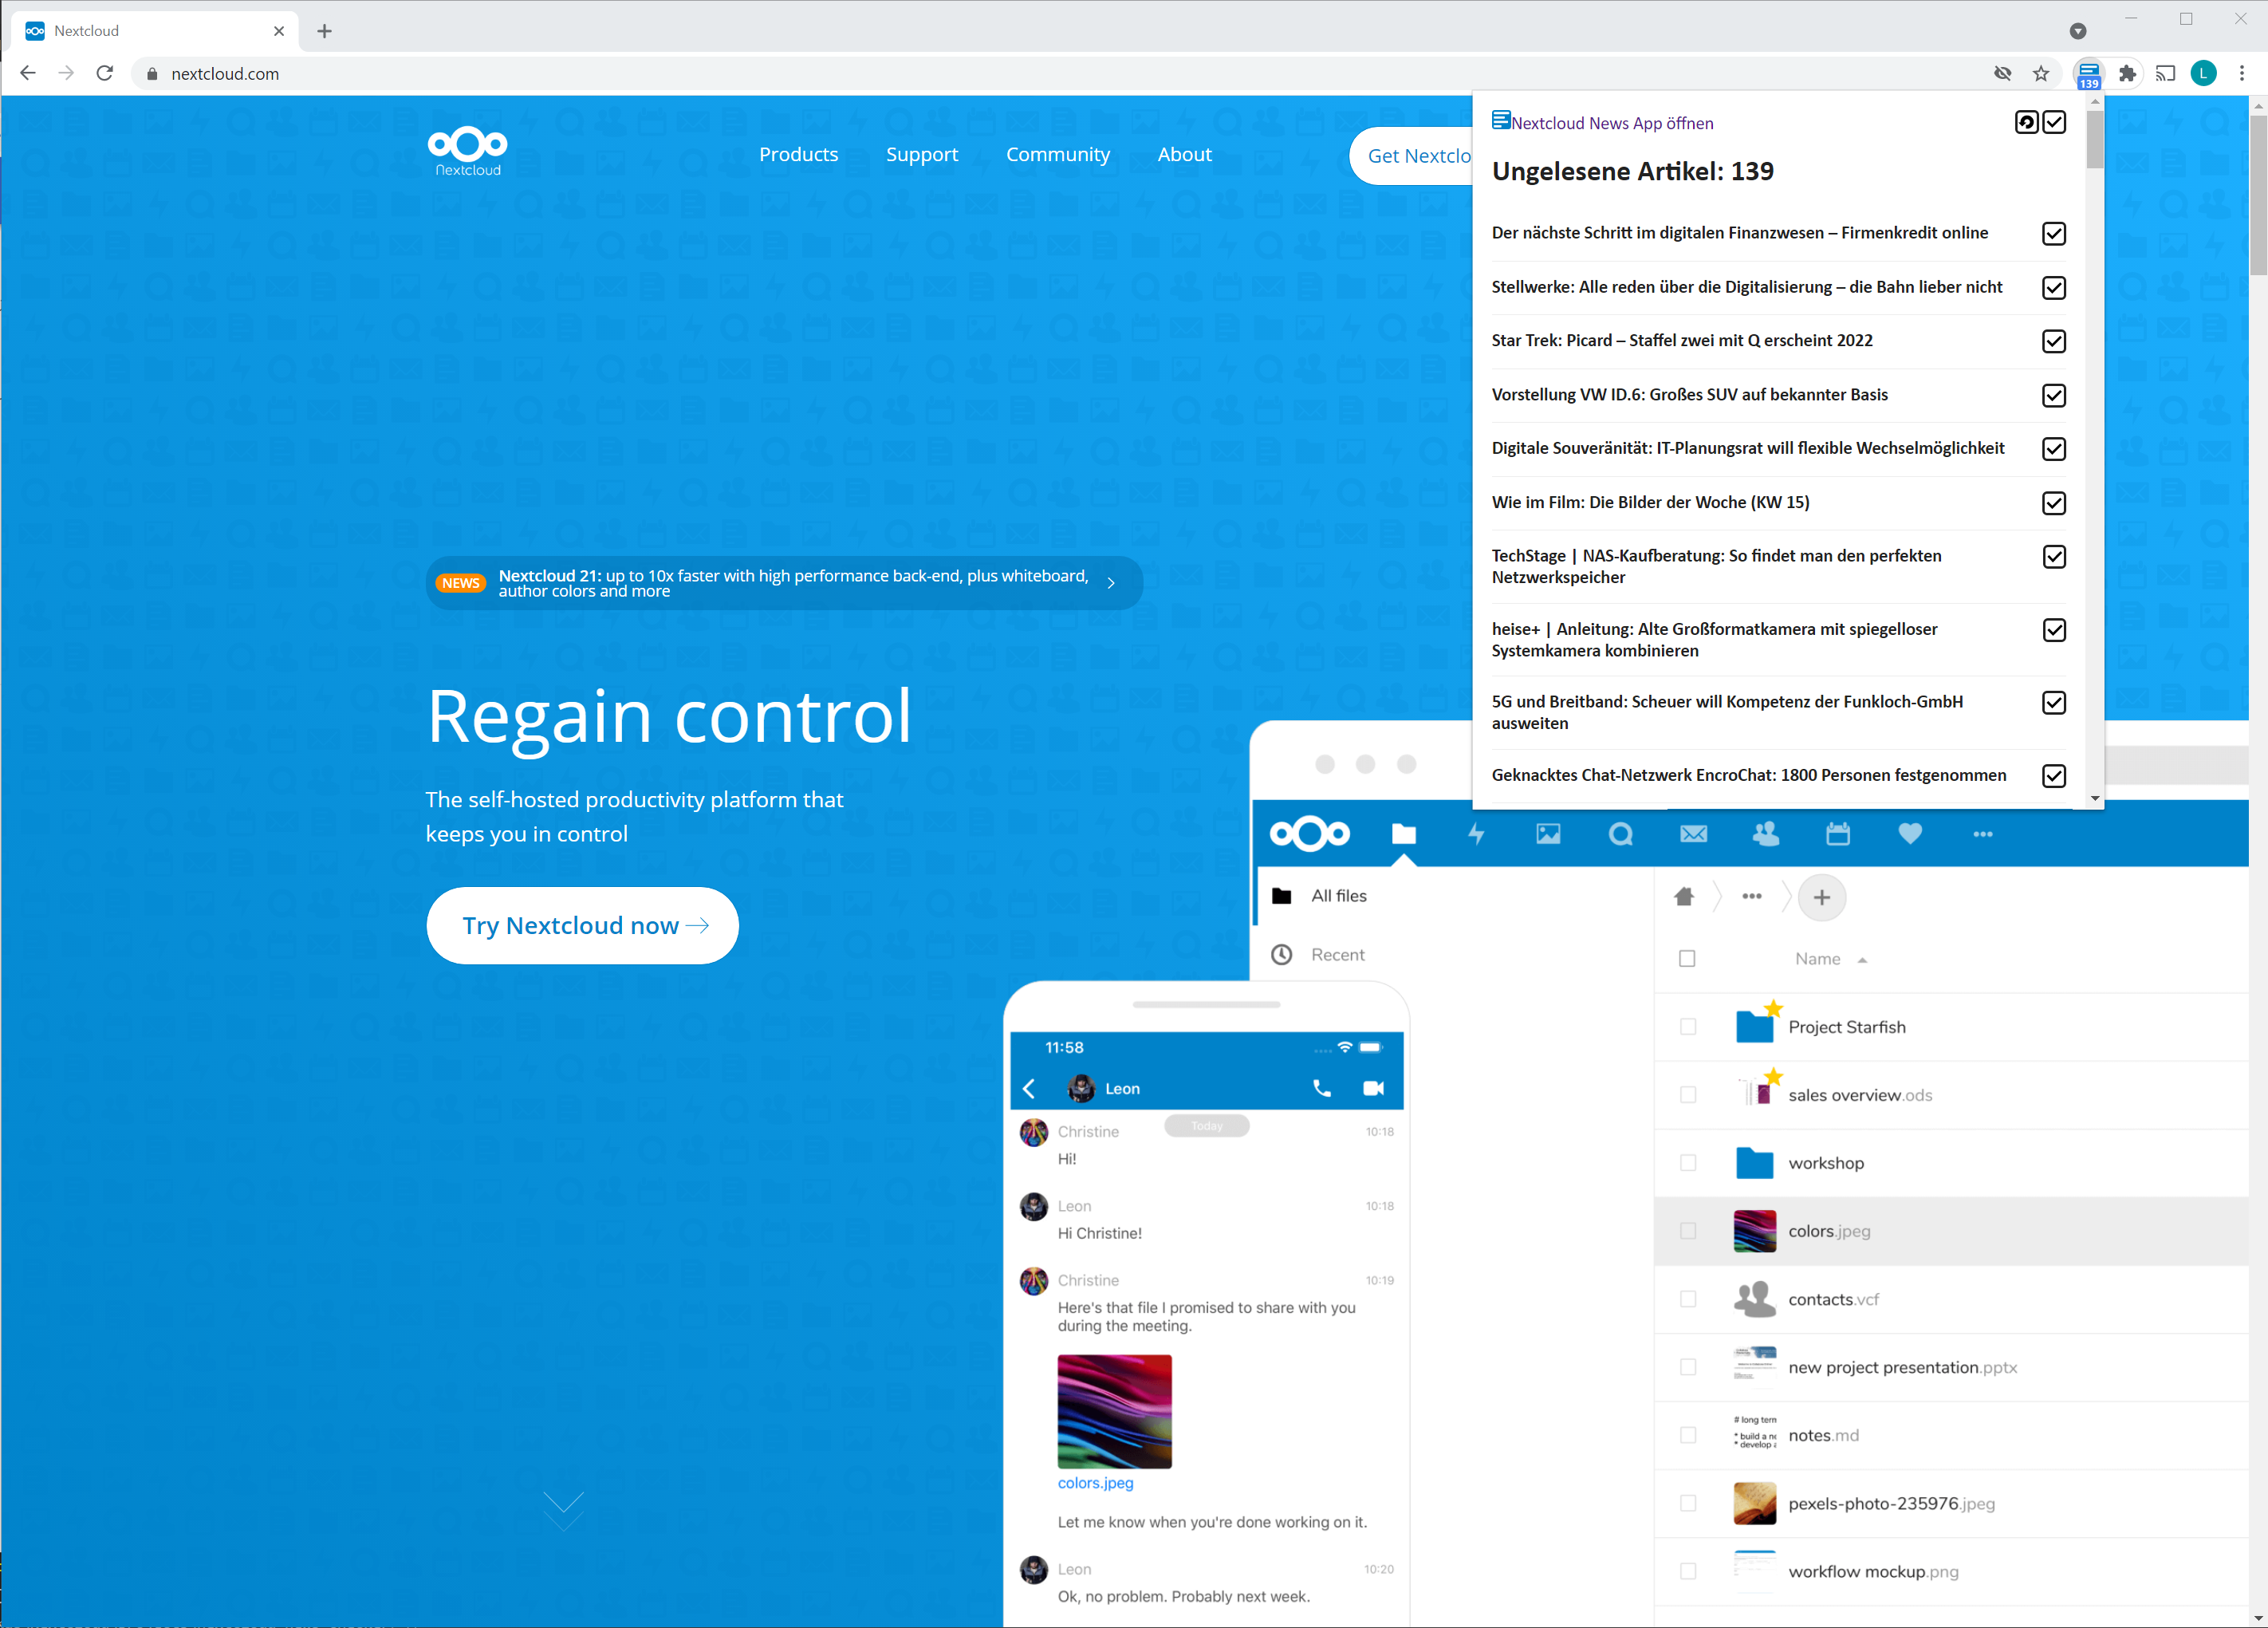 Nextcloud
nextcloud.com
139
L
nextcloud
Products
Support
Community
About
Get Nextclo
Nextcloud News App öffnen
Ungelesene Artikel: 139
Der nächste Schritt im digitalen Finanzwesen – Firmenkredit online
Stellwerke: Alle reden über die Digitalisierung – die Bahn lieber nicht
Star Trek: Picard – Staffel zwei mit Q erscheint 2022
Vorstellung VW ID.6: Großes SUV auf bekannter Basis
Digitale Souveränität: IT-Planungsrat will flexible Wechselmöglichkeit
Wie im Film: Die Bilder der Woche (KW 15)
TechStage | NAS-Kaufberatung: So findet man den perfekten
Netzwerkspeicher
heise+ | Anleitung: Alte Großformatkamera mit spiegelloser
Systemkamera kombinieren
5G und Breitband: Scheuer will Kompetenz der Funkloch-GmbH
ausweiten
Geknacktes Chat-Netzwerk EncroChat: 1800 Personen festgenommen
NEWS
Nextcloud 21: up to 10x faster with high performance back-end, plus whiteboard,
author colors and more
Regain control
The self-hosted productivity platform that
keeps you in control
Try Nextcloud now
All files
Recent
Name
Project Starfish
sales overview.ods
workshop
colors.jpeg
contacts.vcf
new project presentation.pptx
# long term
* build a ne
* develop a
notes.md
pexels-photo-235976.jpeg
workflow mockup.png
11:58
Leon
Today
Christine
10:18
Hi!
Leon
10:18
Hi Christine!
Christine
10:19
Here's that file I promised to share with you
during the meeting.
colors.jpeg
Let me know when you're done working on it.
Leon
10:20
Ok, no problem. Probably next week.